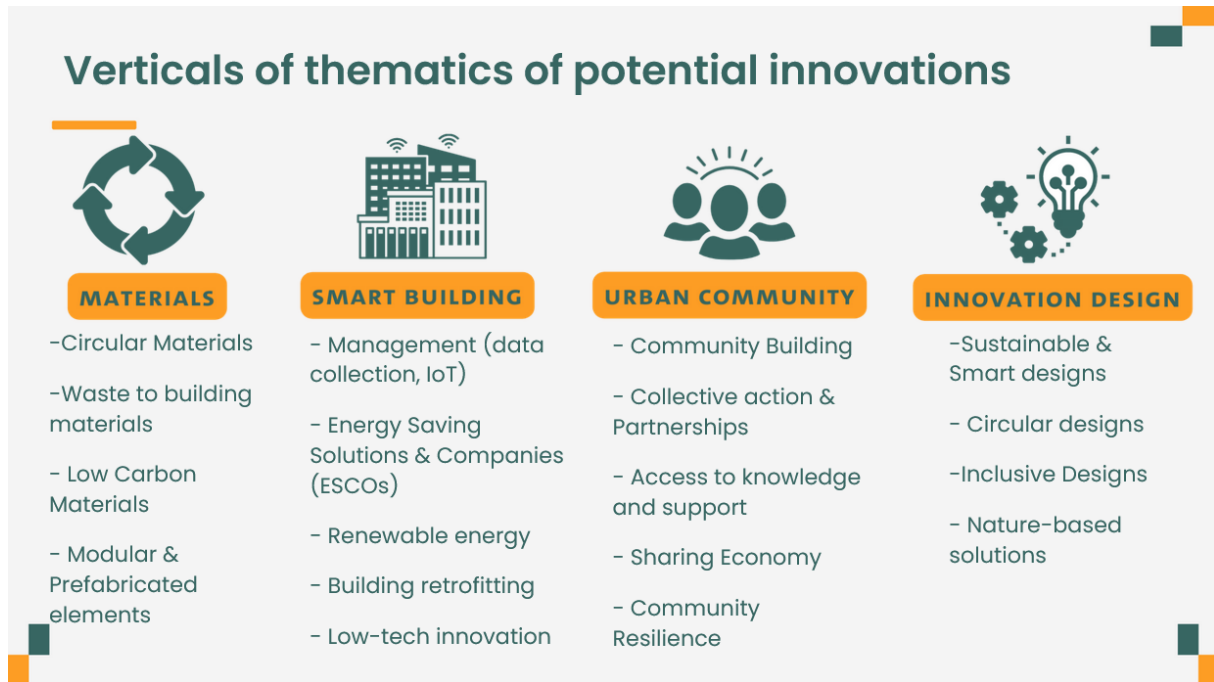 Verticals of thematics of potential innovations
MATERIALS
-Circular Materials
-Waste to building
materials
- Low Carbon
Materials
- Modular &
Prefabricated
elements
SMART BUILDING
- Management (data
collection, IoT)
- Energy Saving
Solutions & Companies
(ESCOs)
- Renewable energy
- Building retrofitting
- Low-tech innovation
URBAN COMMUNITY
- Community Building
- Collective action &
Partnerships
- Access to knowledge
and support
- Sharing Economy
- Community
Resilience
INNOVATION DESIGN
-Sustainable &
Smart designs
- Circular designs
-Inclusive Designs
- Nature-based
solutions